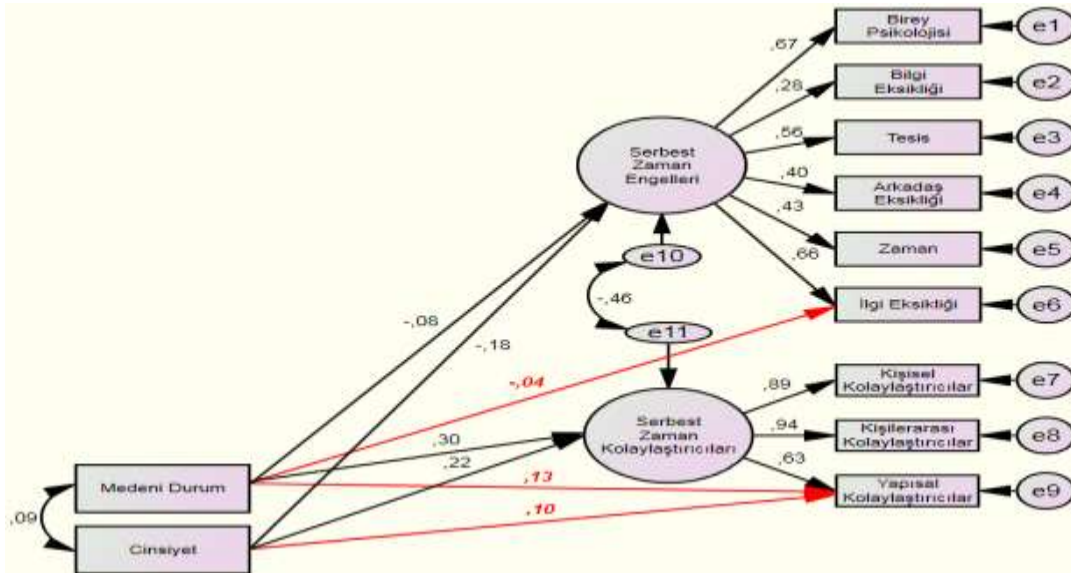 Birey
Psikolojisi
e1
,67
Bilgi
Eksikliği
e2
,28
Tesis
e3
,56
Serbest
Zaman
Engelleri
Arkadaş
Eksikliği
e4
,40
,43
Zaman
e5
,66
e10
İlgi Eksikliği
e6
-,46
e11
-,08
-,18
-,04
Kişisel
Kolaylaştırıcılar
e7
,89
Serbest
Zaman
Kolaylaştırıcıları
,94
Kişilerarası
Kolaylaştırıcılar
e8
,30
,22
,63
Medeni Durum
,13
Yapısal
Kolaylaştırıcılar
e9
,09
,10
Cinsiyet